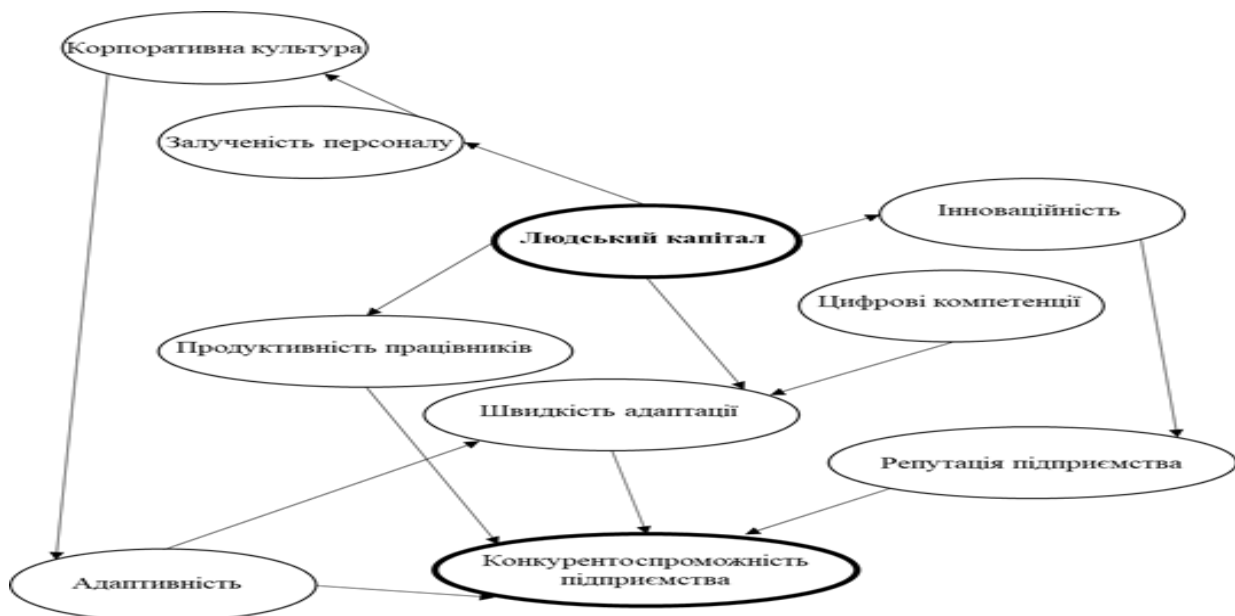 Корпоративна культура
Залученість персоналу
Інноваційність
Людський капітал
Цифрові компетенції
Продуктивність працівників
Швидкість адаптації
Репутація підприємства
Конкурентоспроможність
підприємства
Адаптивність